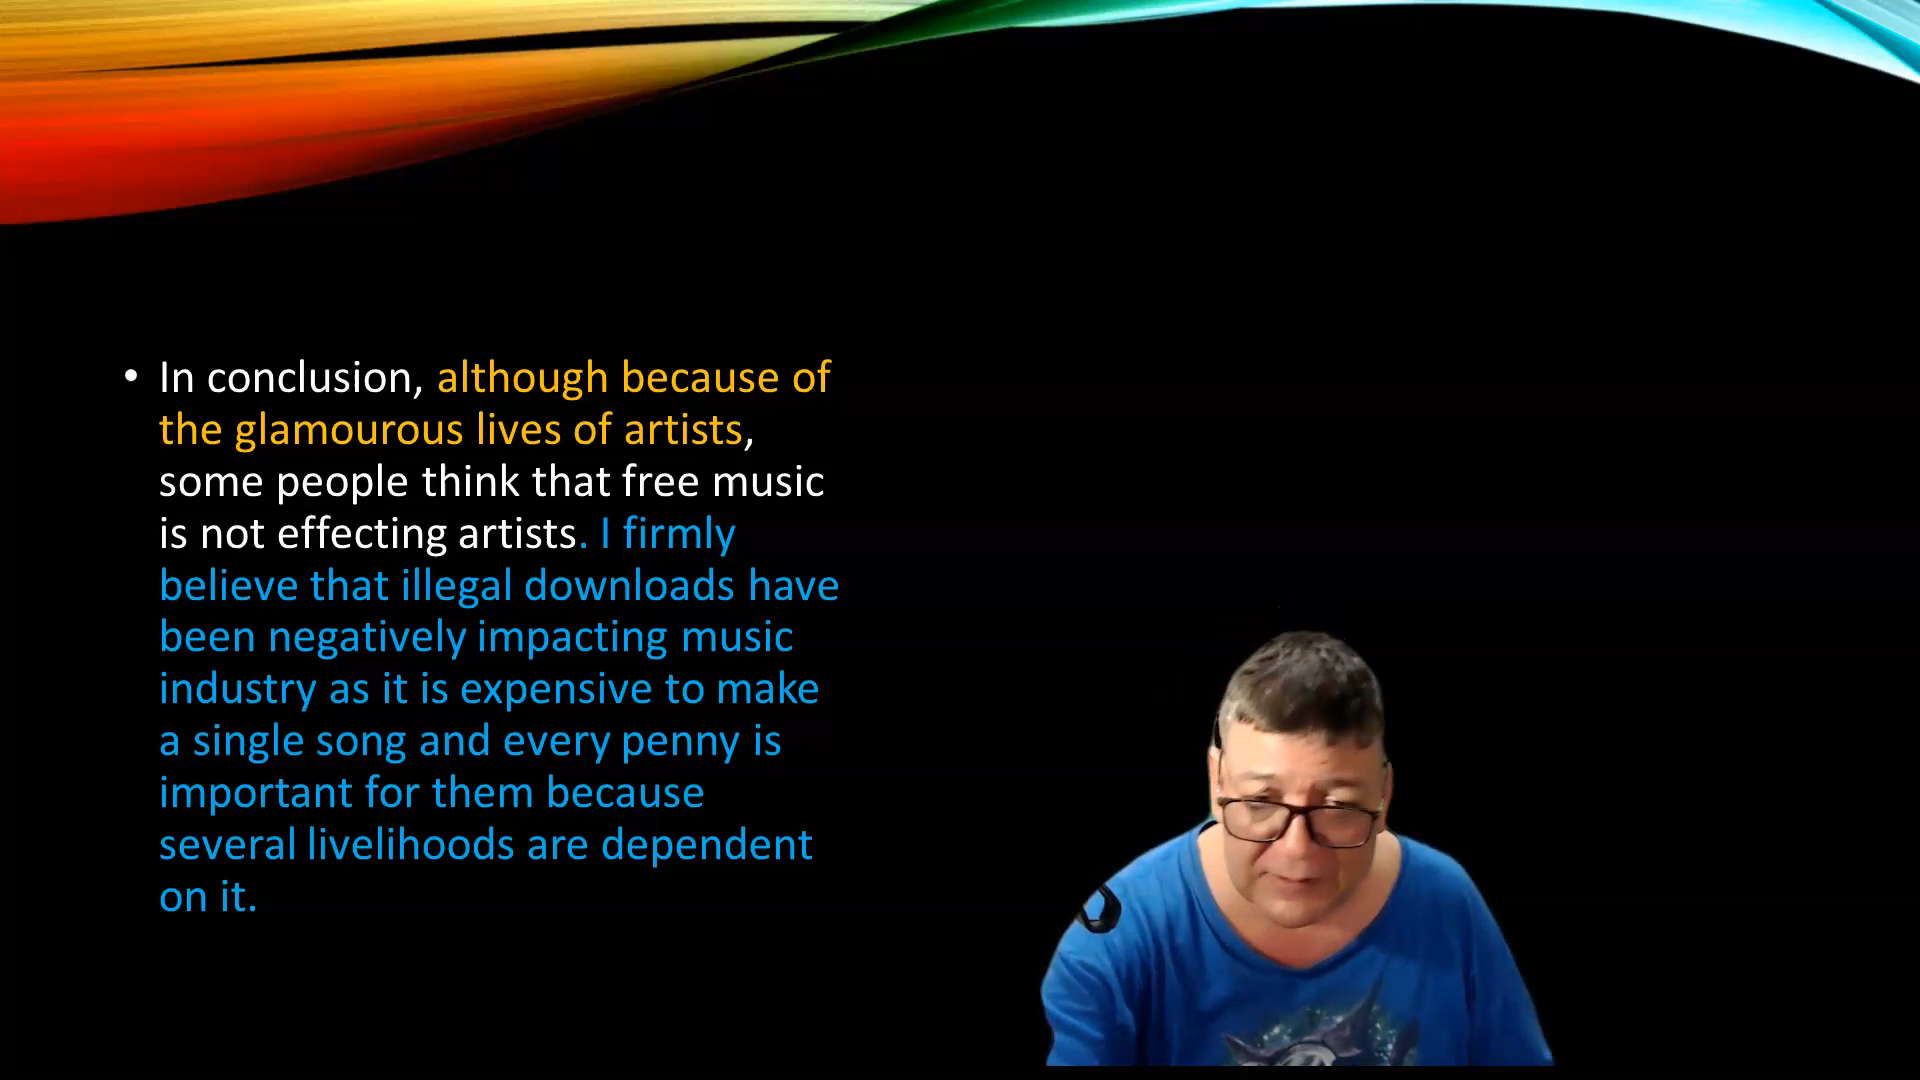 • In conclusion, although because of
the glamourous lives of artists,
some people think that free music
is not effecting artists. I firmly
believe that illegal downloads have
been negatively impacting music
industry as it is expensive to make
a single song and every penny is
important for them because
several livelihoods are dependent
on it.